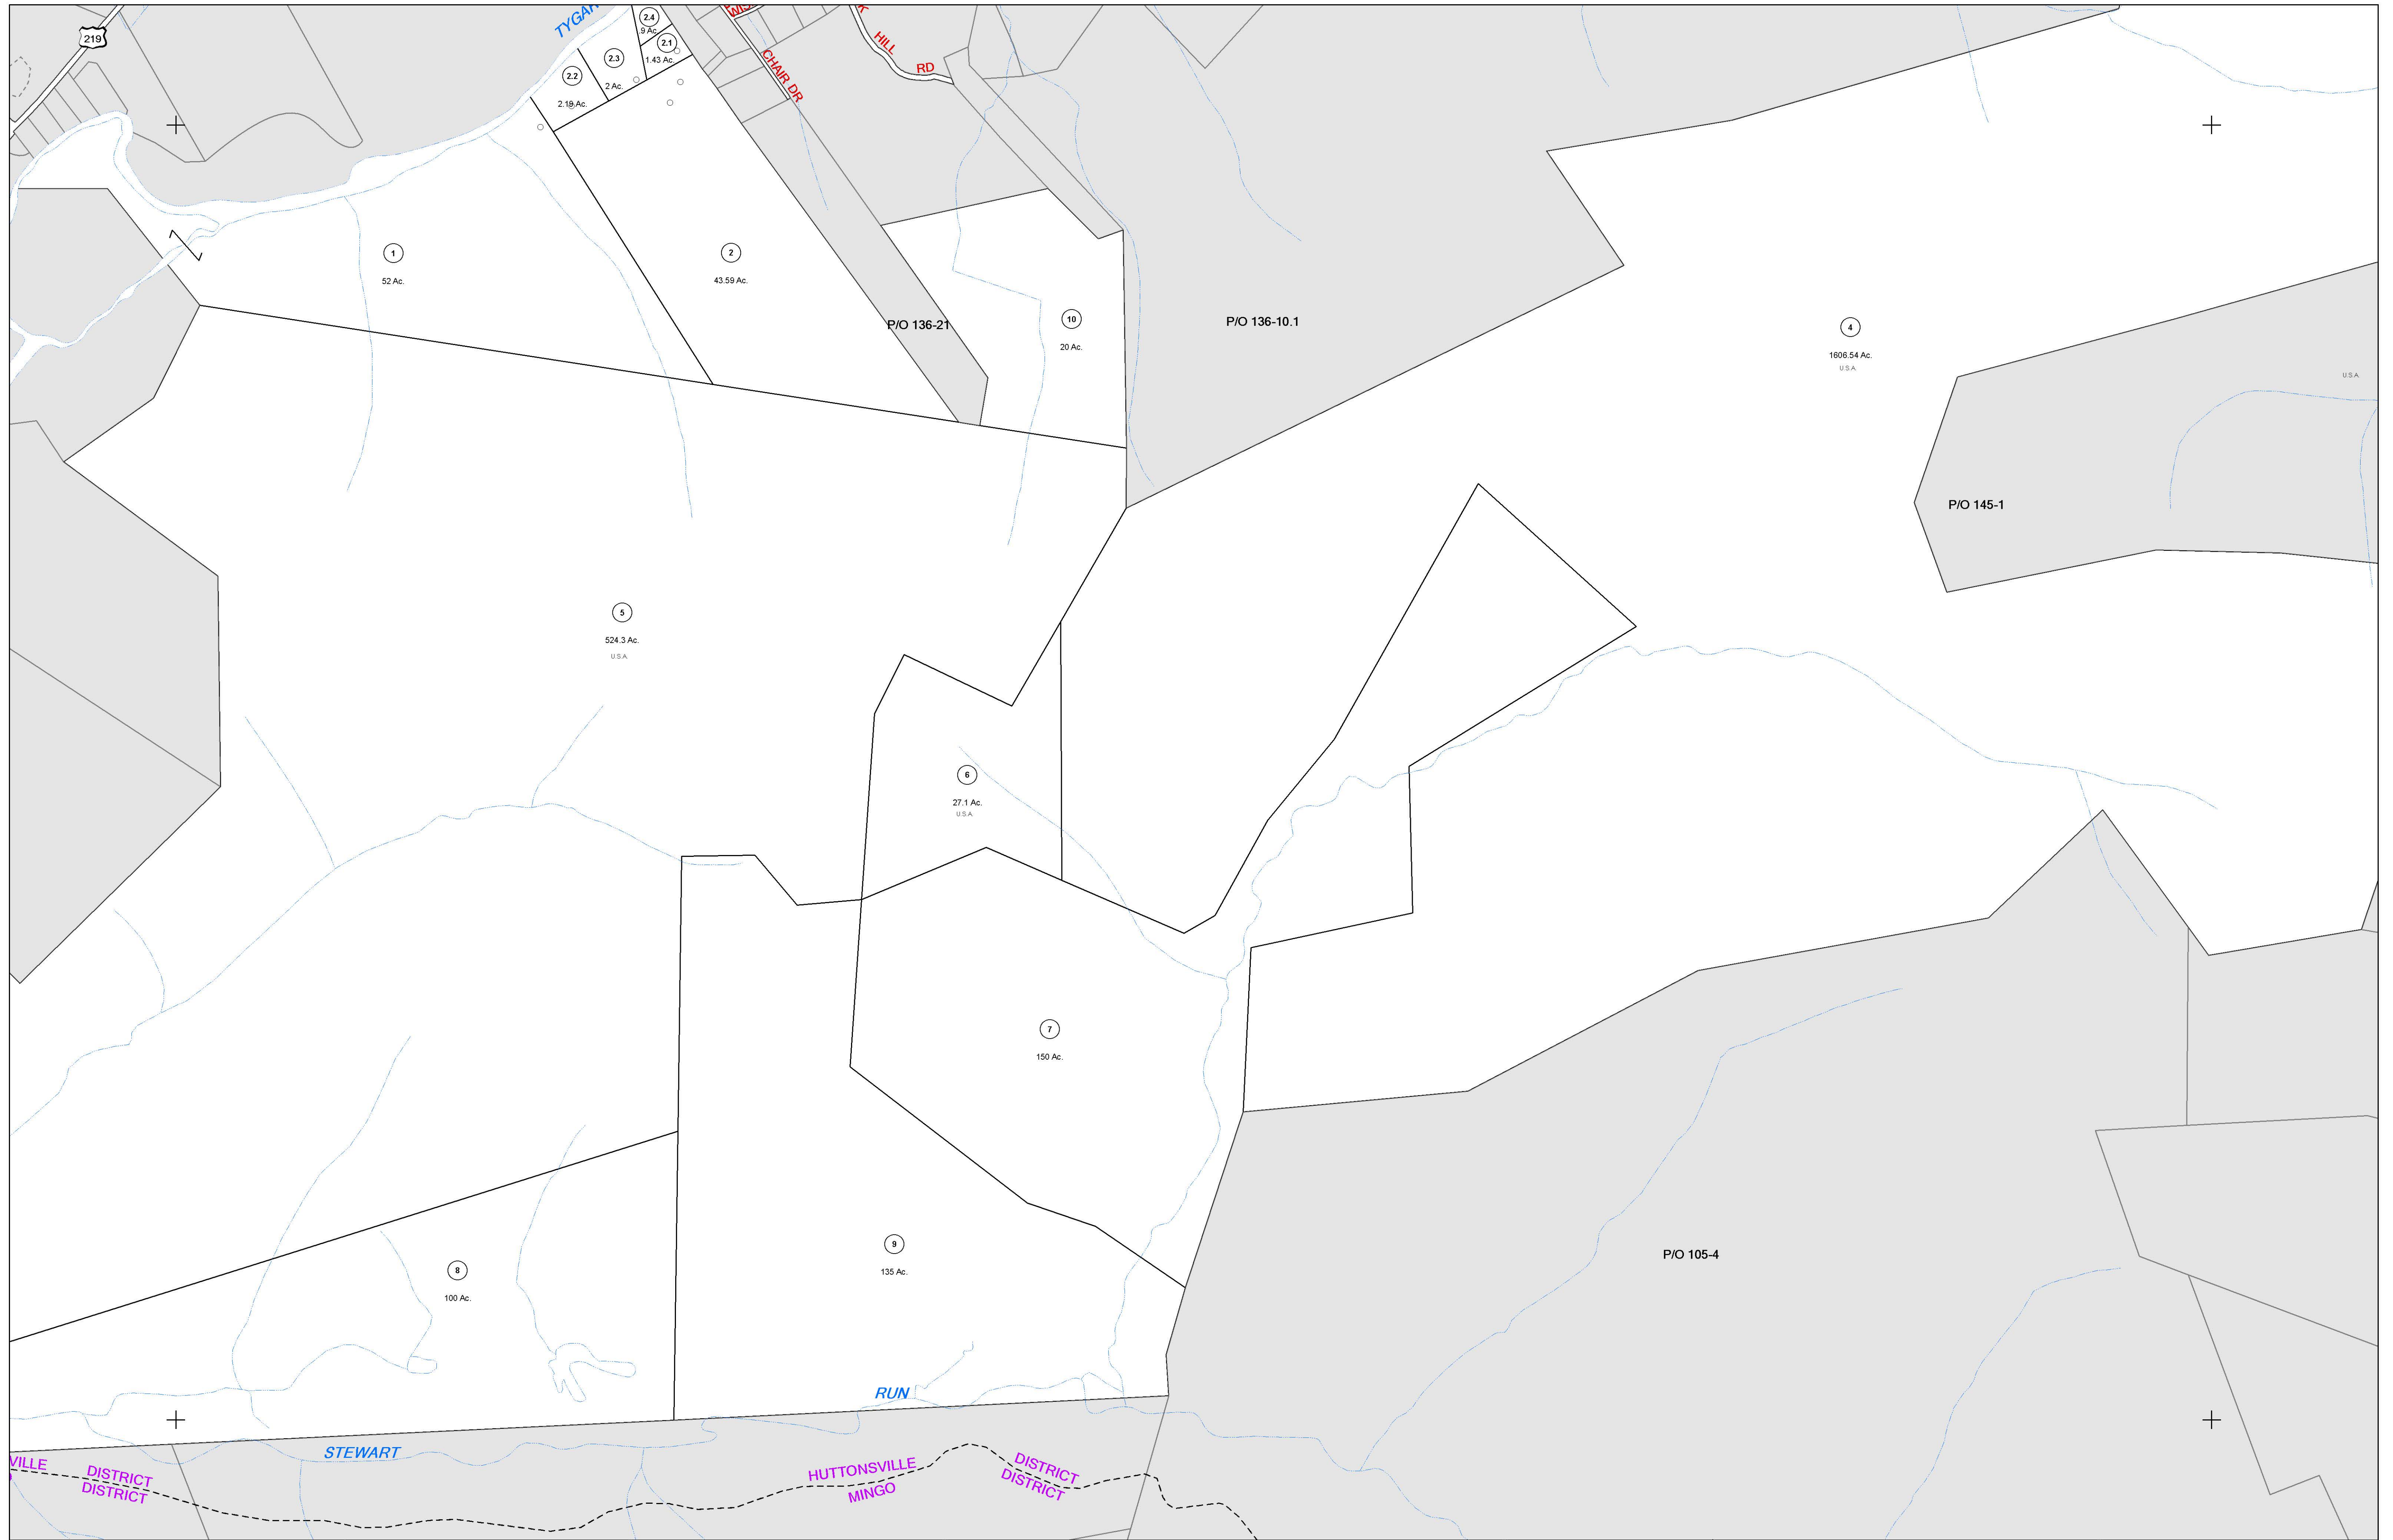 219
TYGAR
2.4
.9 Ac.
2.1
1.43 Ac.
2.3
2 Ac.
2.2
2.19 Ac.
CHAIR DR
HILL
RD
1
52 Ac.
2
43.59 Ac.
P/O 136-21
10
20 Ac.
P/O 136-10.1
4
1606.54 Ac.
U.S.A.
U.S.A.
P/O 145-1
5
524.3 Ac.
U.S.A.
6
27.1 Ac.
U.S.A.
7
150 Ac.
8
100 Ac.
9
135 Ac.
P/O 105-4
RUN
STEWART
VILLE DISTRICT
DISTRICT
HUTTONSVILLE DISTRICT
MINGO DISTRICT